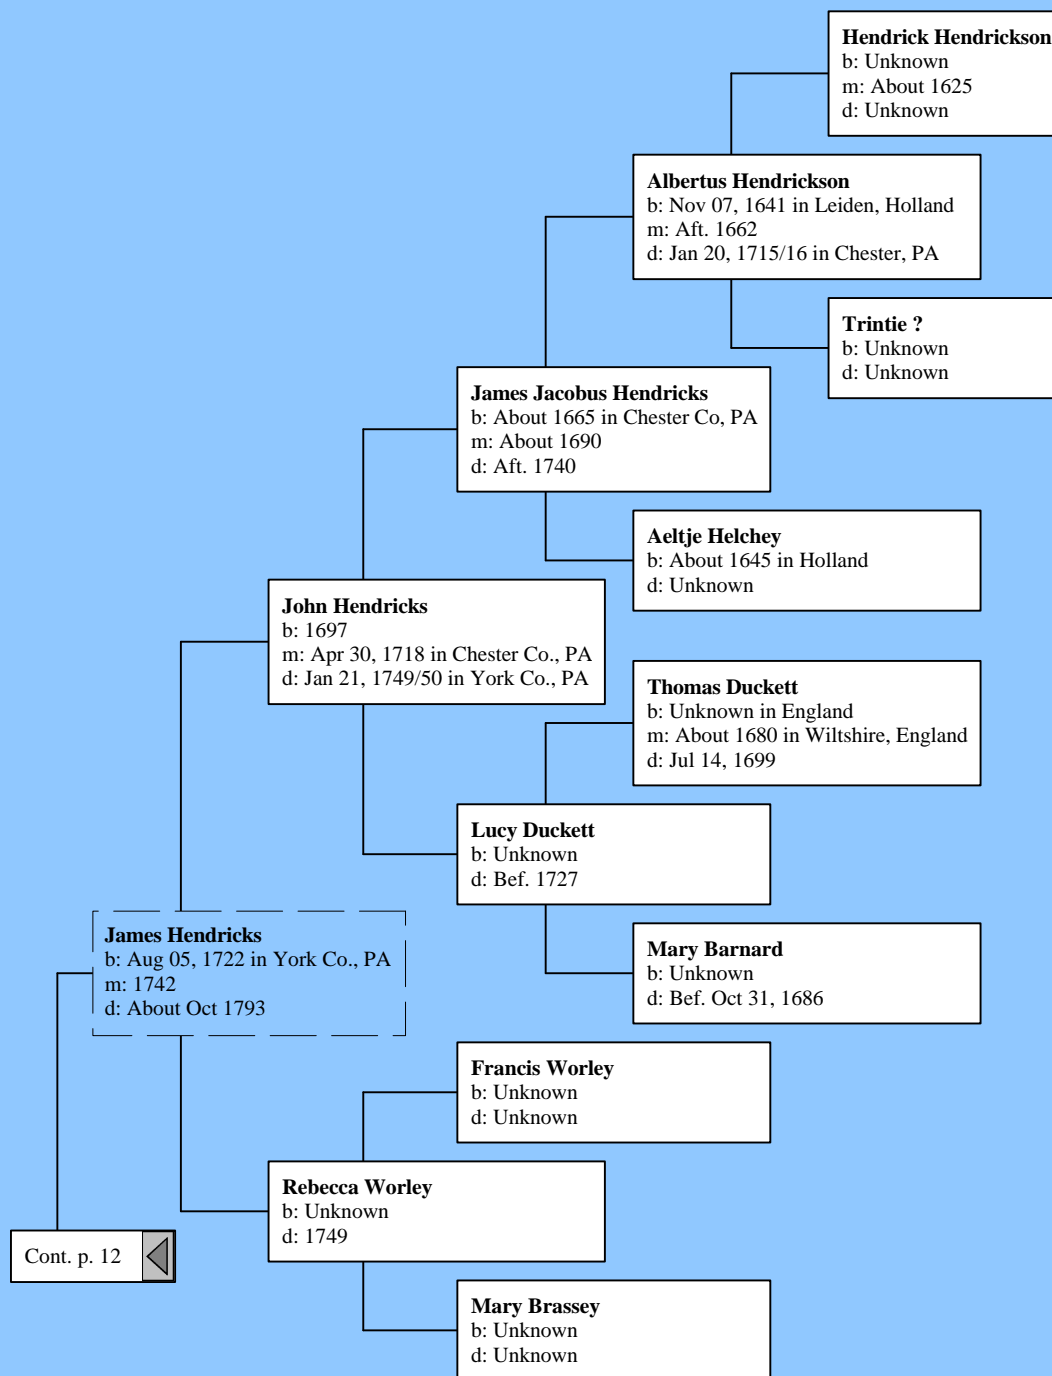 Hendrick Hendrickson
b: Unknown
m: About 1625
d: Unknown
Albertus Hendrickson
b: Nov 07, 1641 in Leiden, Holland
m: Aft. 1662
d: Jan 20, 1715/16 in Chester, PA
Trintie ?
b: Unknown
d: Unknown
James Jacobus Hendricks
b: About 1665 in Chester Co, PA
m: About 1690
d: Aft. 1740
Aeltje Helchey
b: About 1645 in Holland
d: Unknown
John Hendricks
b: 1697
m: Apr 30, 1718 in Chester Co., PA
d: Jan 21, 1749/50 in York Co., PA
Thomas Duckett
b: Unknown in England
m: About 1680 in Wiltshire, England
d: Jul 14, 1699
Lucy Duckett
b: Unknown
d: Bef. 1727
James Hendricks
b: Aug 05, 1722 in York Co., PA
m: 1742
d: About Oct 1793
Mary Barnard
b: Unknown
d: Bef. Oct 31, 1686
Francis Worley
b: Unknown
d: Unknown
Rebecca Worley
b: Unknown
d: 1749
Cont. p. 12
Mary Brassey
b: Unknown
d: Unknown